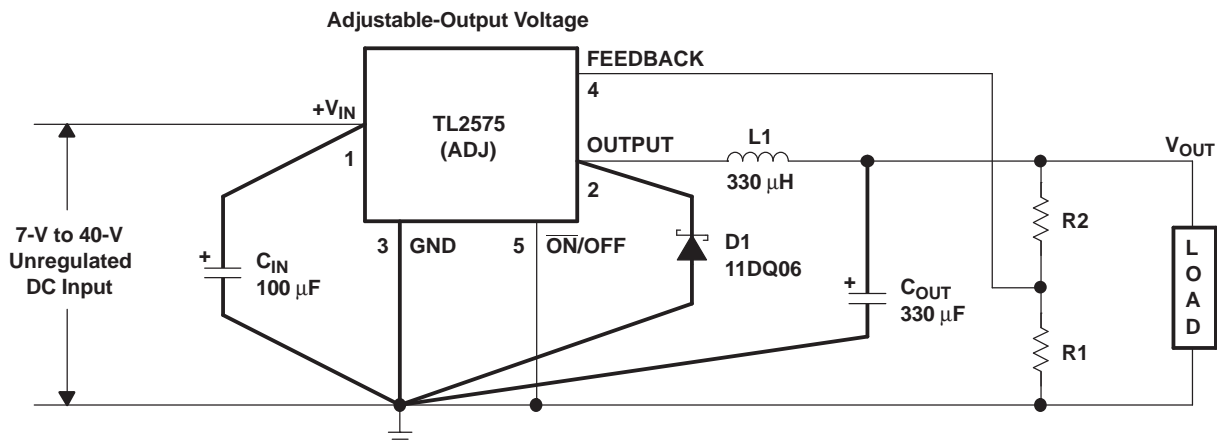 Adjustable-Output Voltage
FEEDBACK
4
+VIN
1
TL2575
(ADJ)
OUTPUT
2
L1
330 μH
VOUT
7-V to 40-V
Unregulated
DC Input
+
CIN
100 μF
3
GND
5
ON/OFF
D1
11DQ06
+
COUT
330 μF
R2
R1
LOAD